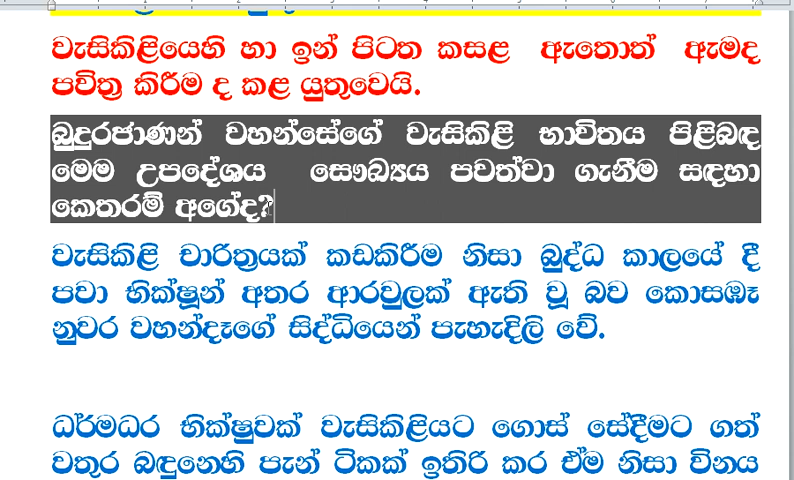 වැසිකිළියෙහි හා ඉන් පිටත කසළ ඇතොත් ඇමද
පවිත්‍ර කිරීම ද කළ යුතුවෙයි.
බුදුරජාණන් වහන්සේගේ වැසිකිළි භාවිතය පිළිබඳ
මෙම උපදේශය සෞඛ්‍යය පවත්වා ගැනීම සඳහා
කෙතරම් අගේද?
වැසිකිළි චාරිත්‍රයක් කඩකිරීම නිසා බුද්ධ කාලයේ දී
පවා භික්ෂූන් අතර ආරවුලක් ඇති වූ බව කොසඹෑ
නුවර වහන්දෑගේ සිද්ධියෙන් පැහැදිලි වේ.
ධර්මධර භික්ෂුවක් වැසිකිළියට ගොස් සේදීමට ගත්
වතුර බඳුනෙහි පැන් ටිකක් ඉතිරි කර ඒම නිසා විනය